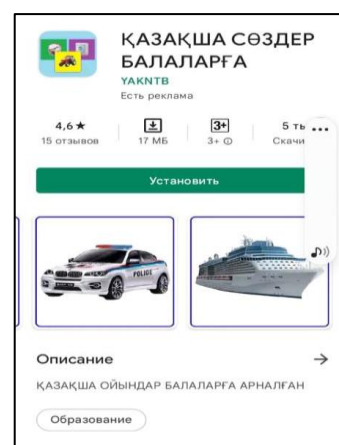 ҚАЗАҚША СӨЗДЕР
БАЛАЛАРҒА
YAKNTB
Есть реклама
4,6 ★ 3+ 5 ть
15 отзывов 17 МБ 3+ Скачи
Установить
POLICE
Описание →
ҚАЗАҚША ОЙЫНДАР БАЛАЛАРҒА АРНАЛҒАН
Образование